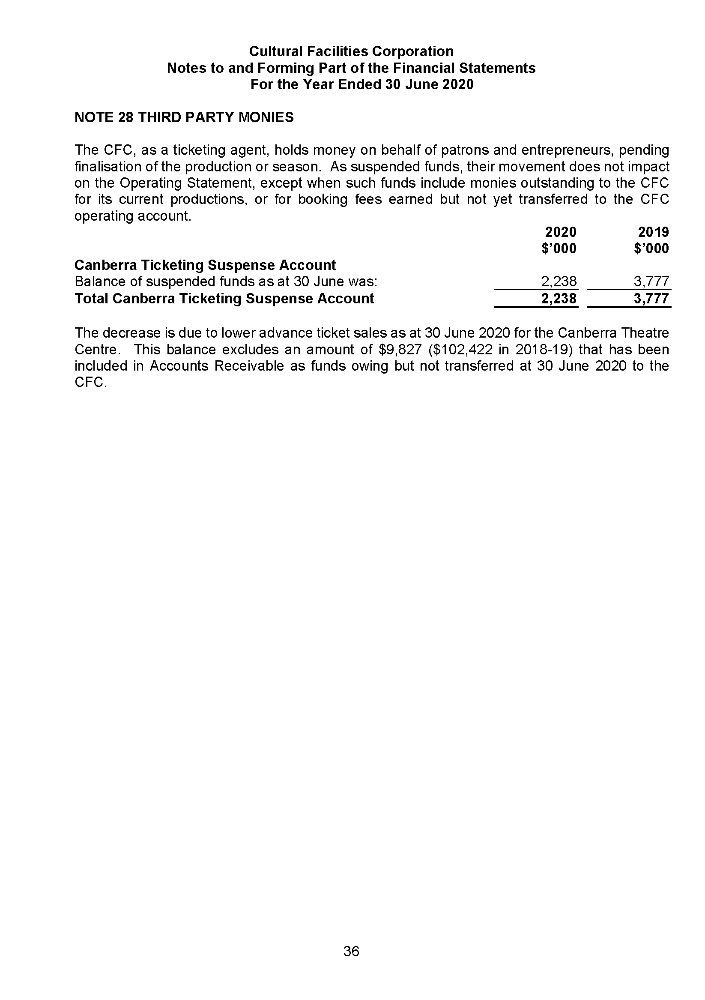 Cultural Facilities Corporation
Notes to and Forming Part of the Financial Statements
For the Year Ended 30 June 2020
NOTE 28 THIRD PARTY MONIES
The CFC, as a ticketing agent, holds money on behalf of patrons and entrepreneurs, pending
finalisation of the production or season.  As suspended funds, their movement does not impact
on the Operating Statement, except when such funds include monies outstanding to the CFC
for its current productions, or for booking fees earned but not yet transferred to the CFC
operating account.
2020 2019
$’000 $’000
Canberra Ticketing Suspense Account
Balance of suspended funds as at 30 June was: 2,238 3,777
Total Canberra Ticketing Suspense Account 2,238 3,777
The decrease is due to lower advance ticket sales as at 30 June 2020 for the Canberra Theatre
Centre.  This balance excludes an amount of $9,827 ($102,422 in 2018-19) that has been
included in Accounts Receivable as funds owing but not transferred at 30 June 2020 to the
CFC.
36